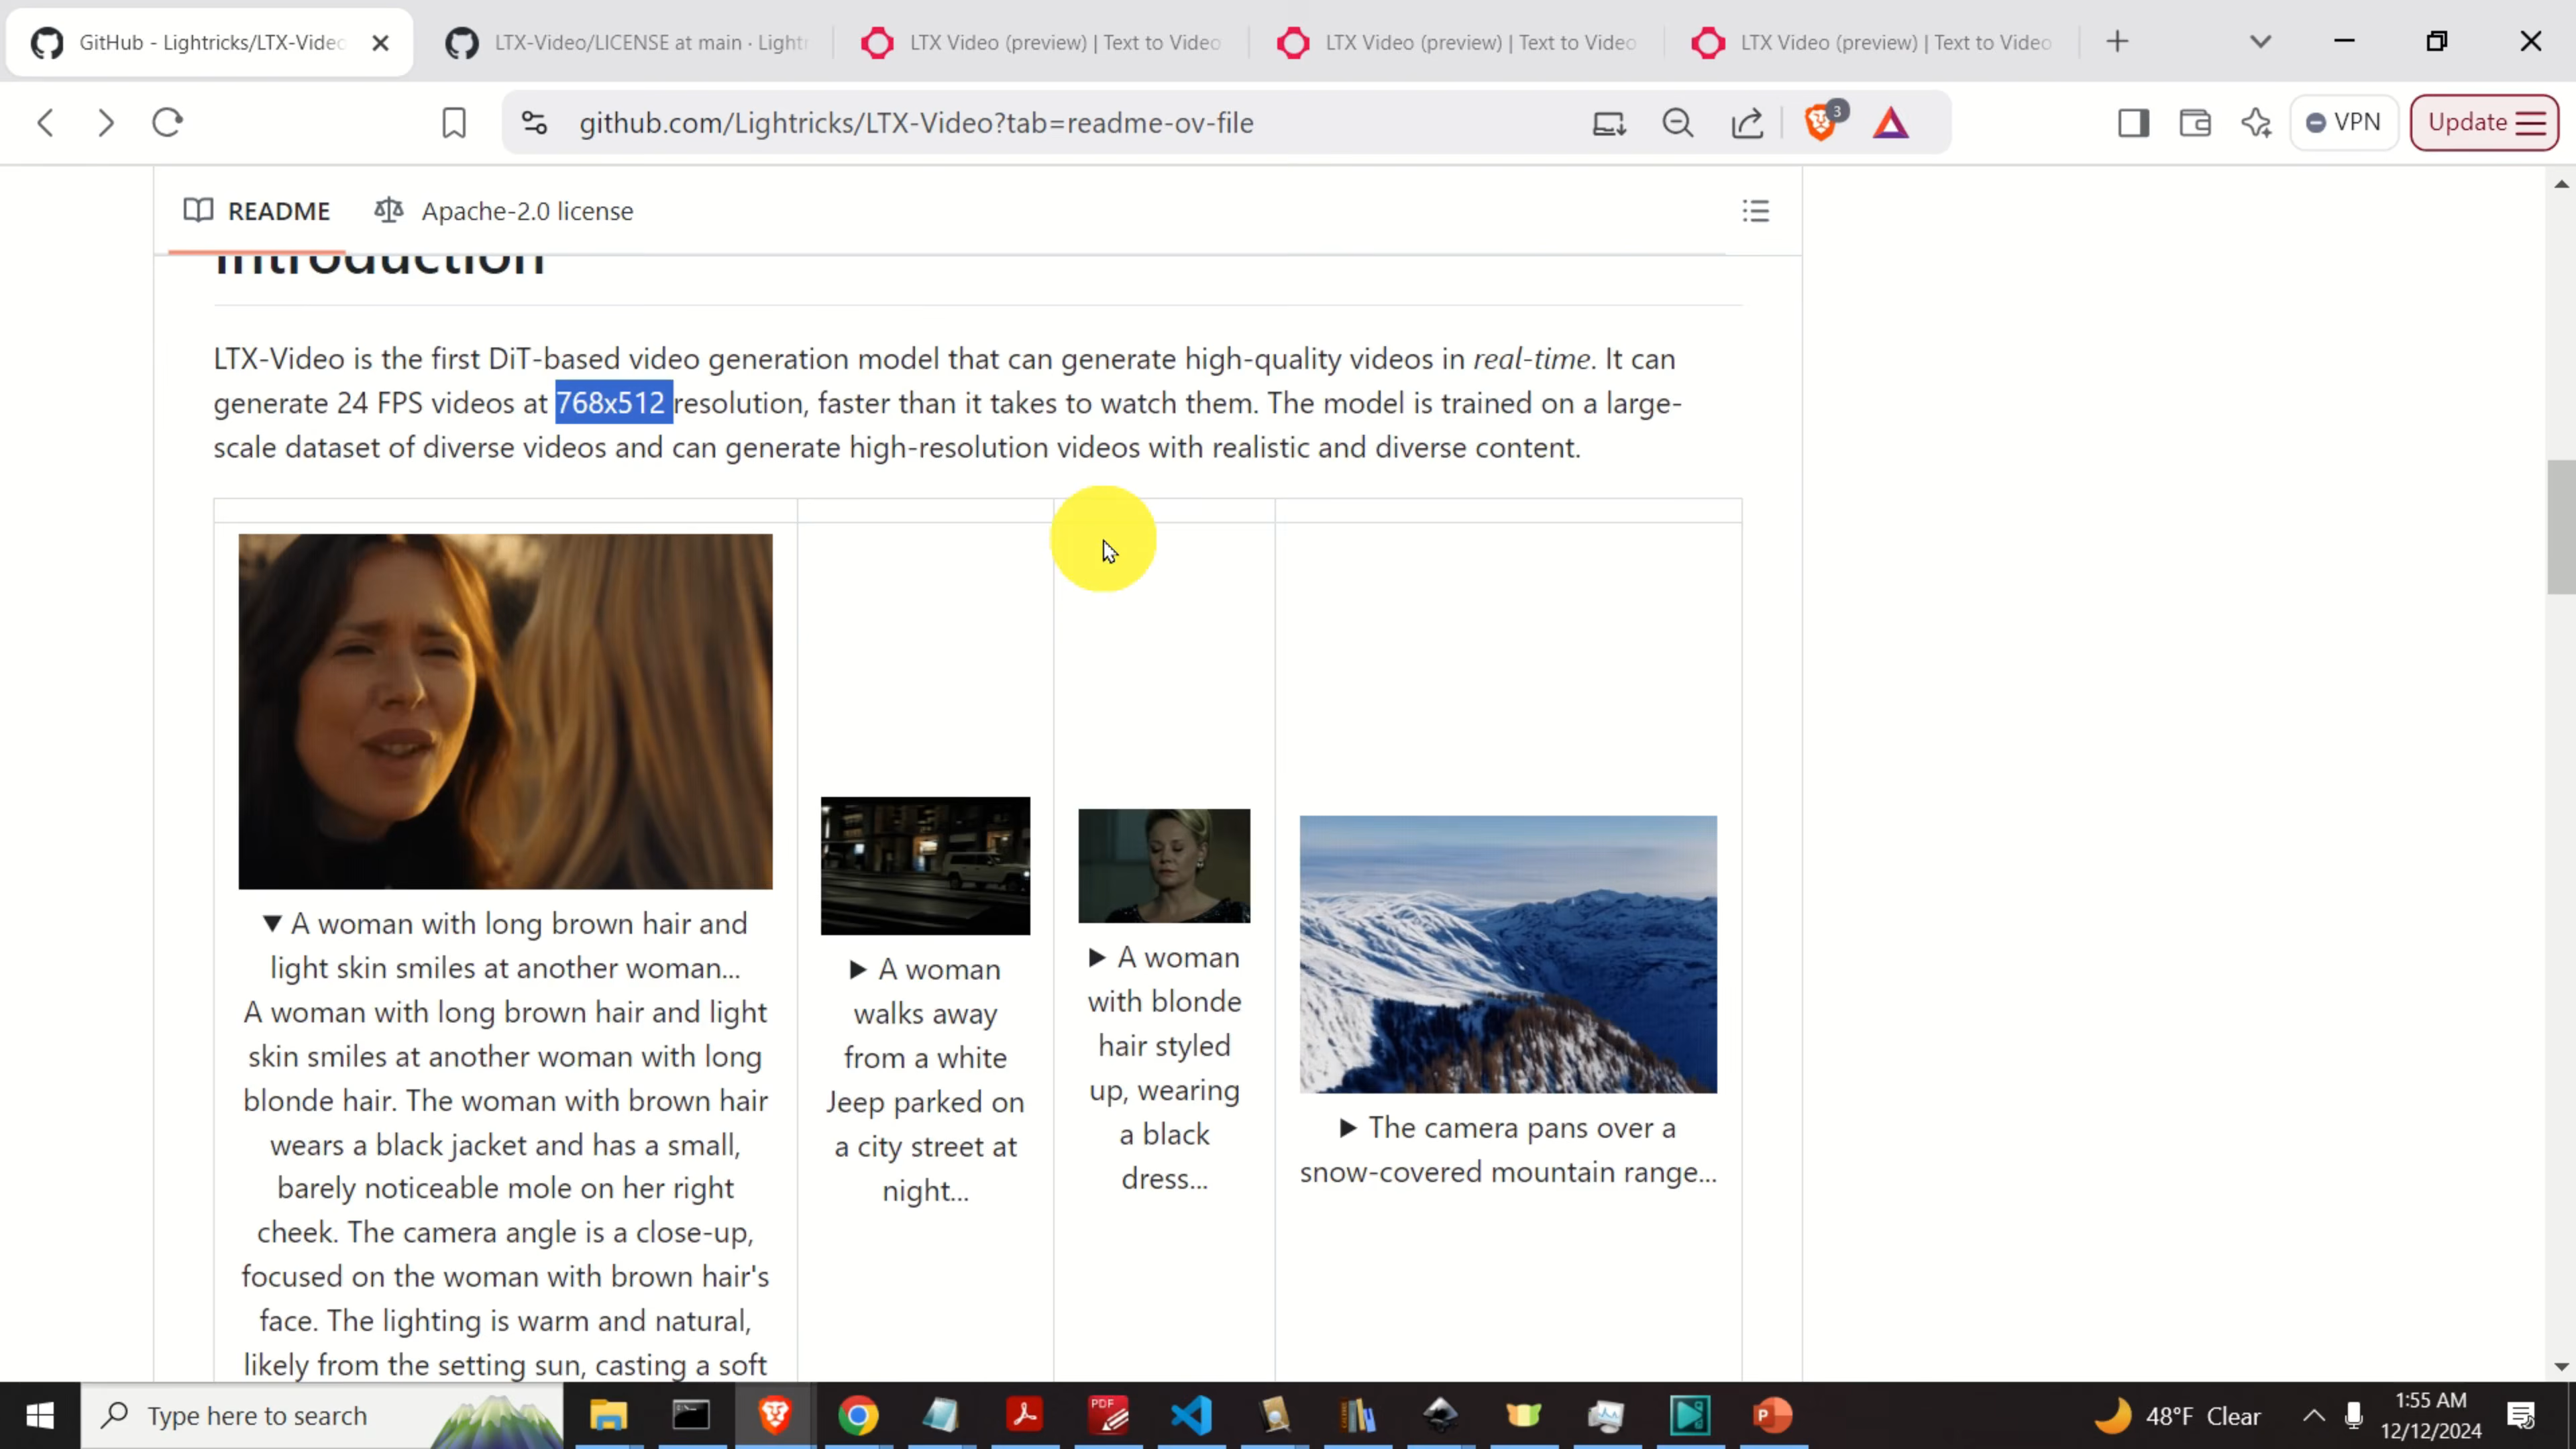 GitHub - Lightricks/LTX-Video
LTX-Video/LICENSE at main · Lightr
LTX Video (preview) | Text to Video
LTX Video (preview) | Text to Video
LTX Video (preview) | Text to Video
github.com/Lightricks/LTX-Video?tab=readme-ov-file
3
VPN
Update
README
Apache-2.0 license
Introduction
LTX-Video is the first DiT-based video generation model that can generate high-quality videos in real-time. It can
generate 24 FPS videos at 768x512 resolution, faster than it takes to watch them. The model is trained on a large-
scale dataset of diverse videos and can generate high-resolution videos with realistic and diverse content.
A woman with long brown hair and
light skin smiles at another woman...
A woman with long brown hair and light
skin smiles at another woman with long
blonde hair. The woman with brown hair
wears a black jacket and has a small,
barely noticeable mole on her right
cheek. The camera angle is a close-up,
focused on the woman with brown hair's
face. The lighting is warm and natural,
likely from the setting sun, casting a soft
A woman
walks away
from a white
Jeep parked on
a city street at
night...
A woman
with blonde
hair styled
up, wearing
a black
dress...
The camera pans over a
snow-covered mountain range...
Type here to search
PDF
P
48°F Clear
1:55 AM
12/12/2024